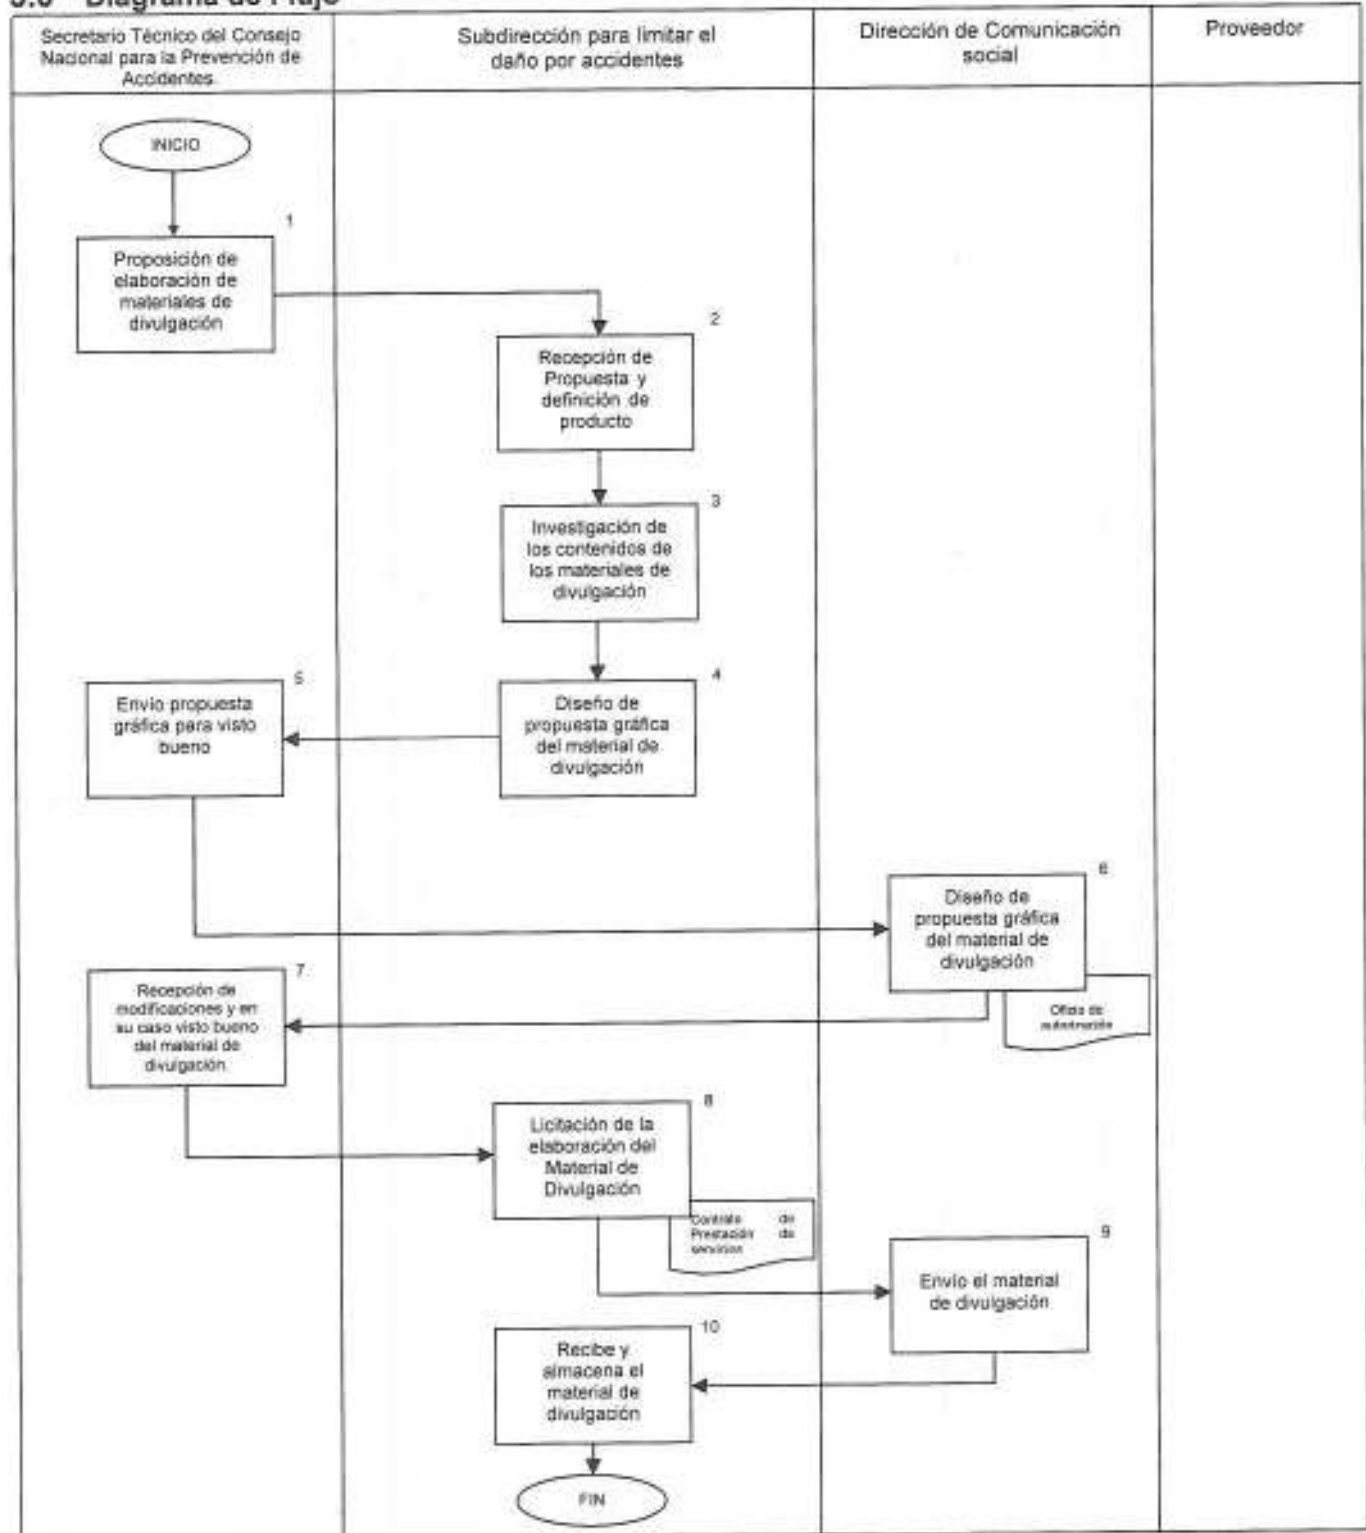 Diagrama de Flujo
Secretario Técnico del Consejo
Nacional para la Prevención de
Accidentes.
Subdirección para limitar el
daño por accidentes
Dirección de Comunicación
social
Proveedor
INICIO
1
Proposición de
elaboración de
materiales de
divulgación
2
Recepción de
Propuesta y
definición de
producto
3
Investigación de
los contenidos de
los materiales de
divulgación
4
Diseño de
propuesta gráfica
del material de
divulgación
5
Envío propuesta
gráfica para visto
bueno
6
Diseño de
propuesta gráfica
del material de
divulgación
Oficio de
autorización
7
Recepción de
modificaciones y en
su caso visto bueno
del material de
divulgación
8
Licitación de la
elaboración del
Material de
Divulgación
Contrato de
Prestación de
servicios
9
Envío el material
de divulgación
10
Recibe y
almacena el
material de
divulgación
FIN